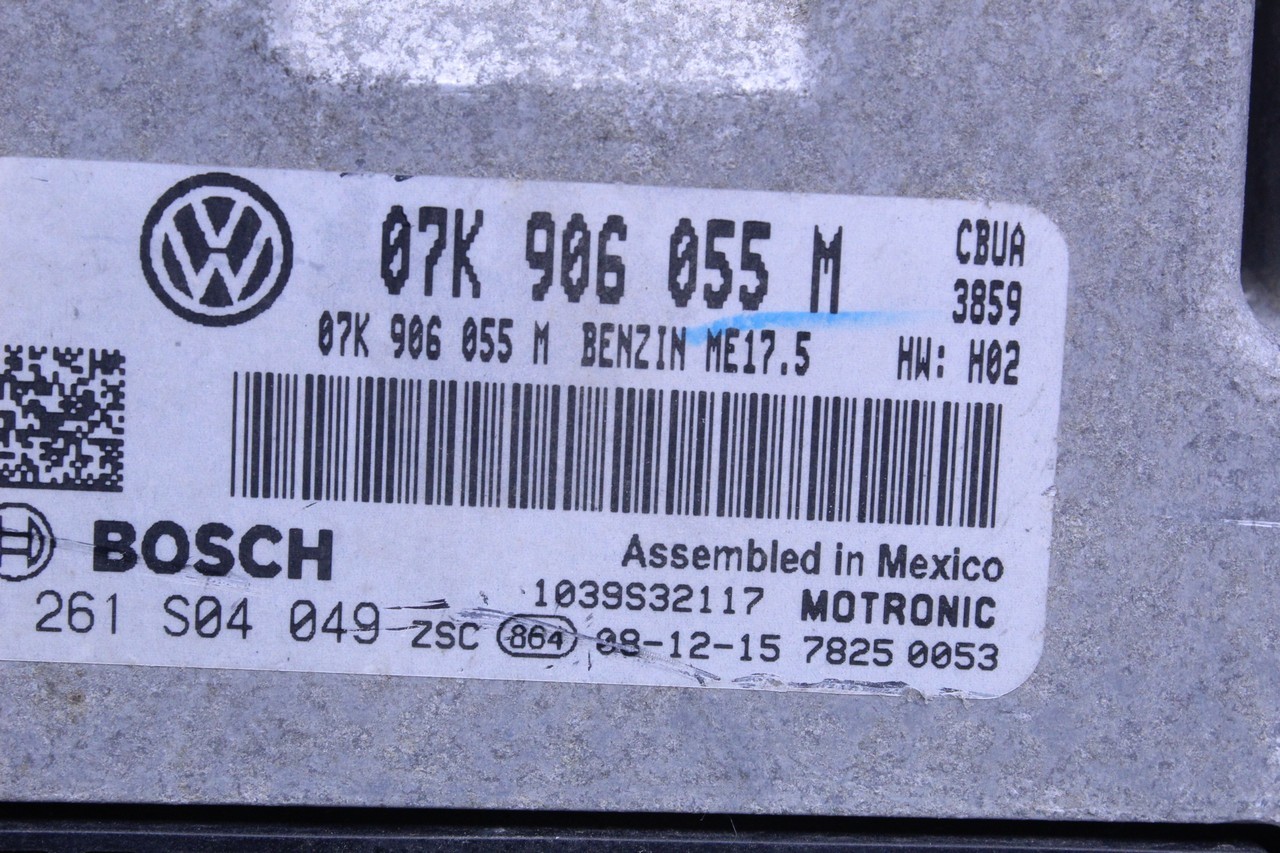 07K 906 055 M CBUA
3859
07K 906 055 M BENZIN ME17.5 HW: H02
BOSCH
Assembled in Mexico
1039S32117 MOTRONIC
261 S04 049 ZSC 864 08-12-15 7825 0053